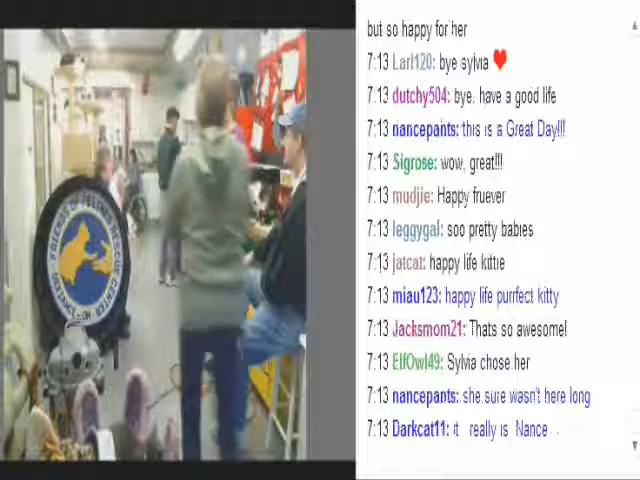 but so happy for her
7:13 Larl120: bye sylvia ❤
7:13 dutchy504: bye. have a good life
7:13 nancepants: this is a Great Day!!!
7:13 Sigrose: wow, great!!!
7:13 mudjie: Happy fruever
7:13 leggygal: soo pretty babies
7:13 jatcat: happy life kittie
7:13 miau123: happy life purrfect kitty
7:13 Jacksmom21: Thats so awesome!
7:13 ElfOwl49: Sylvia chose her
7:13 nancepants: she sure wasn't here long
7:13 Darkcat11: it really is Nance
FRIENDS OF FELINES RESCUE CENTER